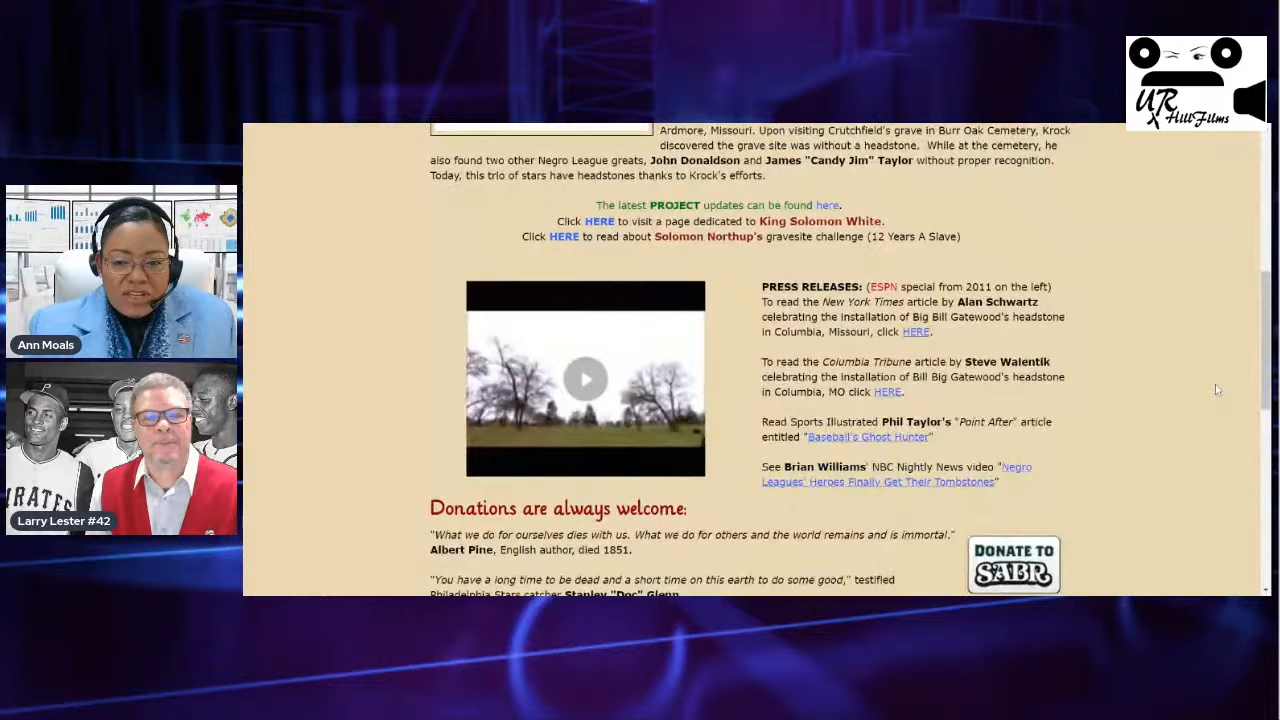 UR
HillFilms
Ardmore, Missouri. Upon visiting Crutchfield's grave in Burr Oak Cemetery, Krock
discovered the grave site was without a headstone. While at the cemetery, he
also found two other Negro League greats, John Donaldson and James "Candy Jim" Taylor without proper recognition.
Today, this trio of stars have headstones thanks to Krock's efforts.
The latest PROJECT updates can be found here.
Click HERE to visit a page dedicated to King Solomon White.
Click HERE to read about Solomon Northup's gravesite challenge (12 Years A Slave)
PRESS RELEASES: (ESPN special from 2011 on the left)
To read the New York Times article by Alan Schwartz
celebrating the installation of Big Bill Gatewood's headstone
in Columbia, Missouri, click HERE.
To read the Columbia Tribune article by Steve Walentik
celebrating the installation of Bill Big Gatewood's headstone
in Columbia, MO click HERE.
Read Sports Illustrated Phil Taylor's "Point After" article
entitled "Baseball's Ghost Hunter"
See Brian Williams' NBC Nightly News video "Negro
Leagues' Heroes Finally Get Their Tombstones"
Donations are always welcome:
"What we do for ourselves dies with us. What we do for others and the world remains and is immortal."
Albert Pine, English author, died 1851.
"You have a long time to be dead and a short time on this earth to do some good," testified
Philadelphia Stars catcher Stanley "Doc" Glenn
DONATE TO
SABR
Ann Moals
P
IRATES
Larry Lester #42